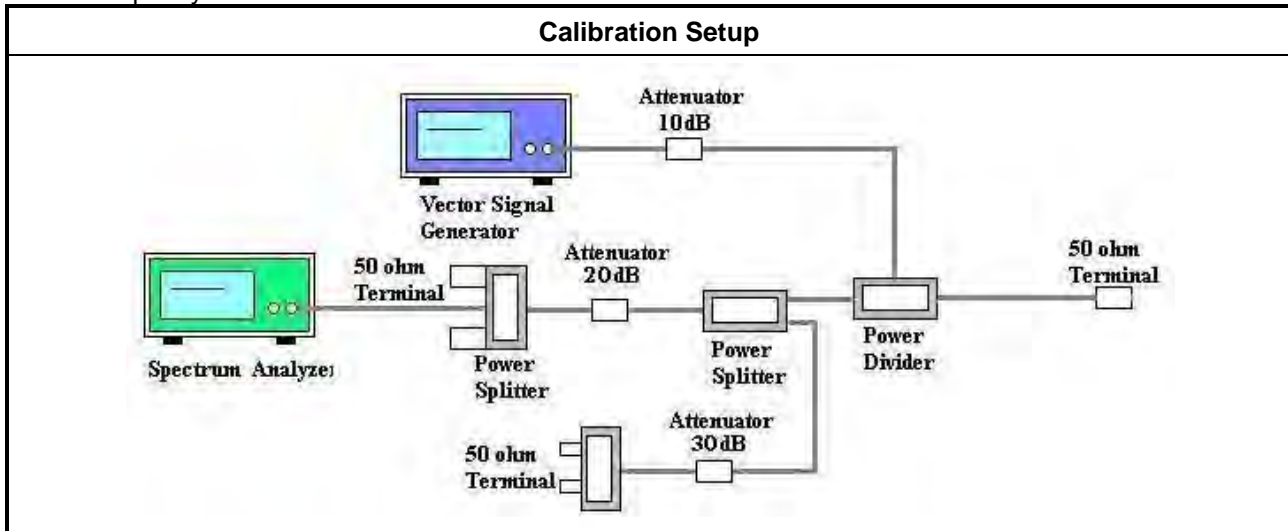 Calibration Setup
Attenuator
10dB
Vector Signal
Generator
50 ohm
Terminal
Attenuator
20dB
50 ohm
Terminal
Spectrum Analyzer
Power
Splitter
Power
Splitter
Power
Divider
Attenuator
30dB
50 ohm
Terminal